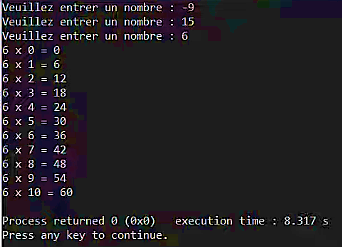 Veuillez entrer un nombre : -9
Veuillez entrer un nombre : 15
Veuillez entrer un nombre : 6
6 x 0 = 0
6 x 1 = 6
6 x 2 = 12
6 x 3 = 18
6 x 4 = 24
6 x 5 = 30
6 x 6 = 36
6 x 7 = 42
6 x 8 = 48
6 x 9 = 54
6 x 10 = 60
Process returned 0 (0x0)   execution time : 8.317 s
Press any key to continue.